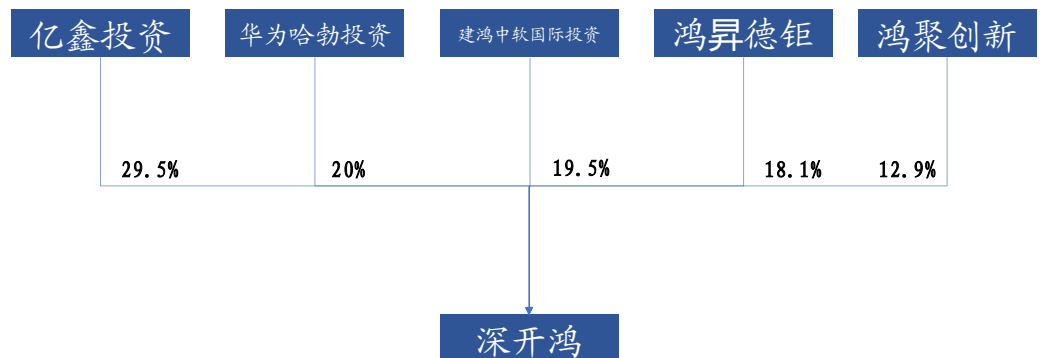 亿鑫投资
华为哈勃投资
建鸿中软国际投资
鸿昇德钜
鸿聚创新
29.5%
20%
19.5%
18.1%
12.9%
深开鸿